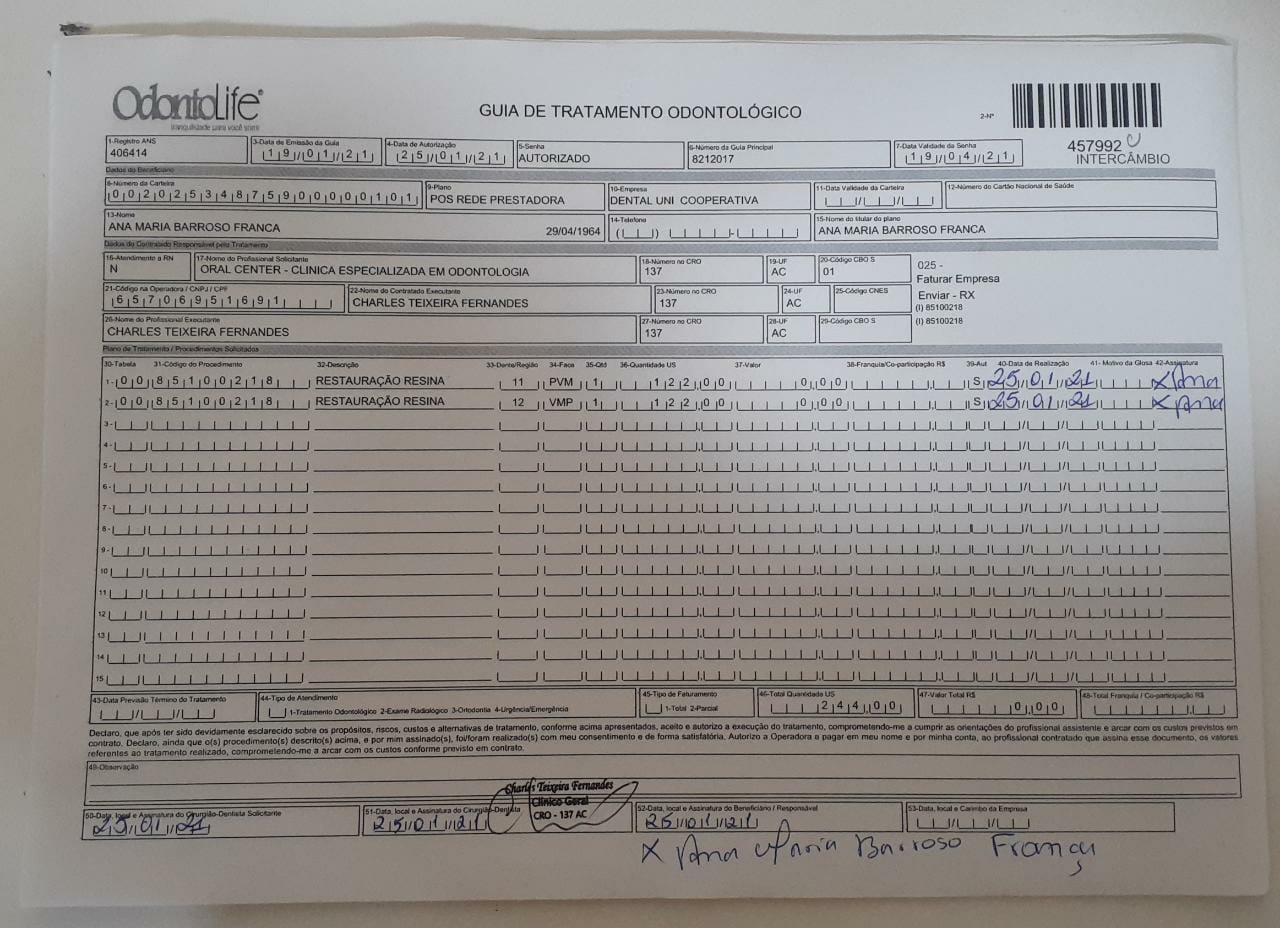 OdontoLife®
tranquilidade para você sorrir
GUIA DE TRATAMENTO ODONTOLÓGICO
2-Nº
457992
INTERCÂMBIO
1-Registro ANS
406414
3-Data de Emissão da Guia
19/01/21
4-Data de Autorização
25/01/21
5-Senha
AUTORIZADO
6-Número da Guia Principal
8212017
7-Data Validade da Senha
19/04/21
Dados do Beneficiário
8-Número da Carteira
00202534875900000101
9-Plano
POS REDE PRESTADORA
10-Empresa
DENTAL UNI COOPERATIVA
11-Data Validade da Carteira
12-Número do Cartão Nacional de Saúde
13-Nome
ANA MARIA BARROSO FRANCA 29/04/1964
14-Telefone
15-Nome do titular do plano
ANA MARIA BARROSO FRANCA
Dados do Contratado Responsável pelo Tratamento
16-Atendimento a RN
N
17-Nome do Profissional Solicitante
ORAL CENTER - CLINICA ESPECIALIZADA EM ODONTOLOGIA
18-Número no CRO
137
19-UF
AC
20-Código CBO S
01
025 -
Faturar Empresa
Enviar - RX
(I) 85100218
(I) 85100218
21-Código na Operadora / CNPJ / CPF
65706951691
22-Nome do Contratado Executante
CHARLES TEIXEIRA FERNANDES
23-Número no CRO
137
24-UF
AC
25-Código CNES
26-Nome do Profissional Executante
CHARLES TEIXEIRA FERNANDES
27-Número no CRO
137
28-UF
AC
29-Código CBO S
Plano de Tratamento / Procedimentos Solicitados
30-Tabela 31-Código do Procedimento 32-Descrição 33-Dente/Região 34-Face 35-Qtd 36-Quantidade US 37-Valor 38-Franquia/Co-participação R$ 39-Aut 40-Data de Realização 41- Motivo da Glosa 42-Assinatura
1- 00 85100218 RESTAURAÇÃO RESINA 11 PVM 1 122,00 0,00 S 25/01/21 X Ana
2- 00 85100218 RESTAURAÇÃO RESINA 12 VMP 1 122,00 0,00 S 25/01/21 X Ana
3-
4-
5-
6-
7-
8-
9-
10
11
12
13
14
15
43-Data Previsão Término do Tratamento
44-Tipo de Atendimento
1-Tratamento Odontológico 2-Exame Radiológico 3-Ortodontia 4-Urgência/Emergência
45-Tipo de Faturamento
1-Total 2-Parcial
46-Total Quantidade US
244,00
47-Valor Total R$
0,00
48-Total Franquia / Co-participação R$
Declaro, que após ter sido devidamente esclarecido sobre os propósitos, riscos, custos e alternativas de tratamento, conforme acima apresentados, aceito e autorizo a execução do tratamento, comprometendo-me a cumprir as orientações do profissional assistente e arcar com os custos previstos em
contrato. Declaro, ainda que o(s) procedimento(s) descrito(s) acima, e por mim assinado(s), foi/foram realizado(s) com meu consentimento e de forma satisfatória. Autorizo a Operadora a pagar em meu nome e por minha conta, ao profissional contratado que assina esse documento, os valores
referentes ao tratamento realizado, comprometendo-me a arcar com os custos conforme previsto em contrato.
49-Observação
50-Data, local e Assinatura do Cirurgião-Dentista Solicitante
25/01/21
51-Data, local e Assinatura do Cirurgião-Dentista
25/01/21
Charles Teixeira Fernandes
Clínico Geral
CRO - 137 AC
52-Data, local e Assinatura do Beneficiário / Responsável
25/01/21
53-Data, local e Carimbo da Empresa
X Ana Maria Barroso França